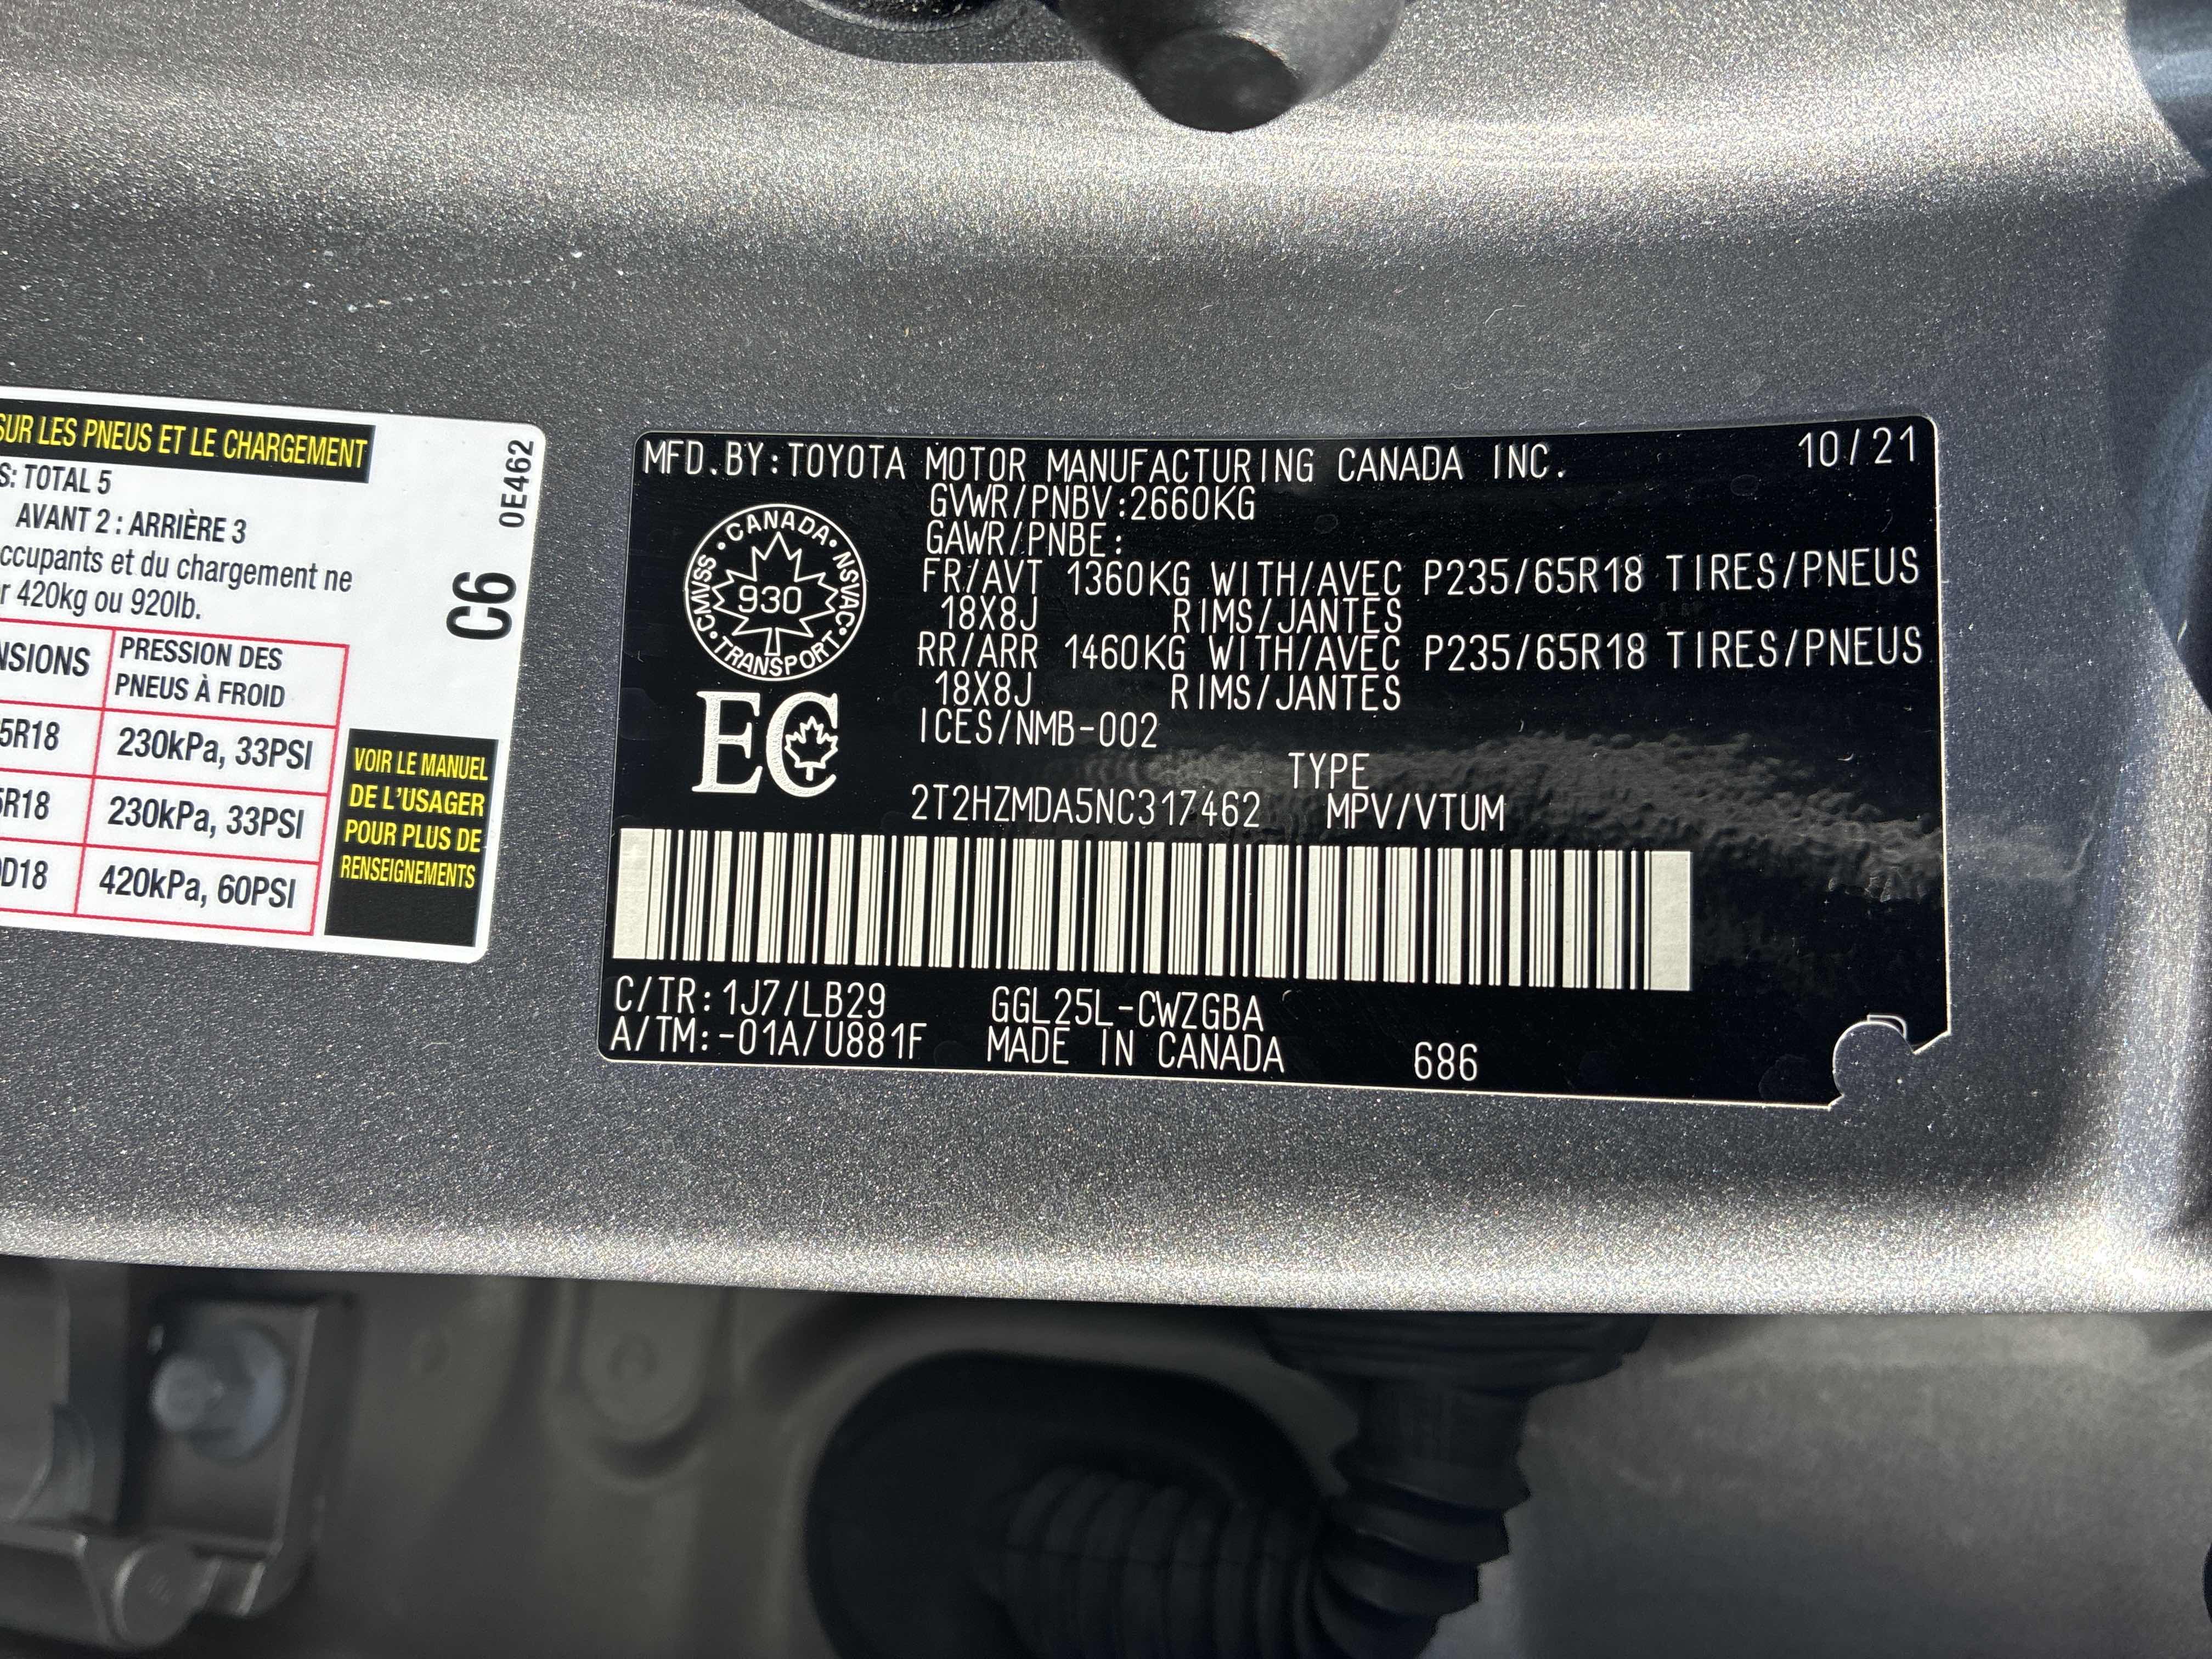 SUR LES PNEUS ET LE CHARGEMENT
S: TOTAL 5
AVANT 2 : ARRIÈRE 3
ccupants et du chargement ne
r 420kg ou 920lb.
NSIONS PRESSION DES PNEUS À FROID
5R18 230kPa, 33PSI
5R18 230kPa, 33PSI
0D18 420kPa, 60PSI
VOIR LE MANUEL
DE L'USAGER
POUR PLUS DE
RENSEIGNEMENTS
C6
0E462
MFD.BY:TOYOTA MOTOR MANUFACTURING CANADA INC. 10/21
GVWR/PNBV:2660KG
GAWR/PNBE:
FR/AVT 1360KG WITH/AVEC P235/65R18 TIRES/PNEUS
18X8J RIMS/JANTES
RR/ARR 1460KG WITH/AVEC P235/65R18 TIRES/PNEUS
18X8J RIMS/JANTES
ICES/NMB-002
CANADA • NSVAC • TRANSPORT • CMVSS •
930
EC
TYPE
2T2HZMDA5NC317462 MPV/VTUM
C/TR:1J7/LB29 GGL25L-CWZGBA
A/TM:-01A/U881F MADE IN CANADA 686